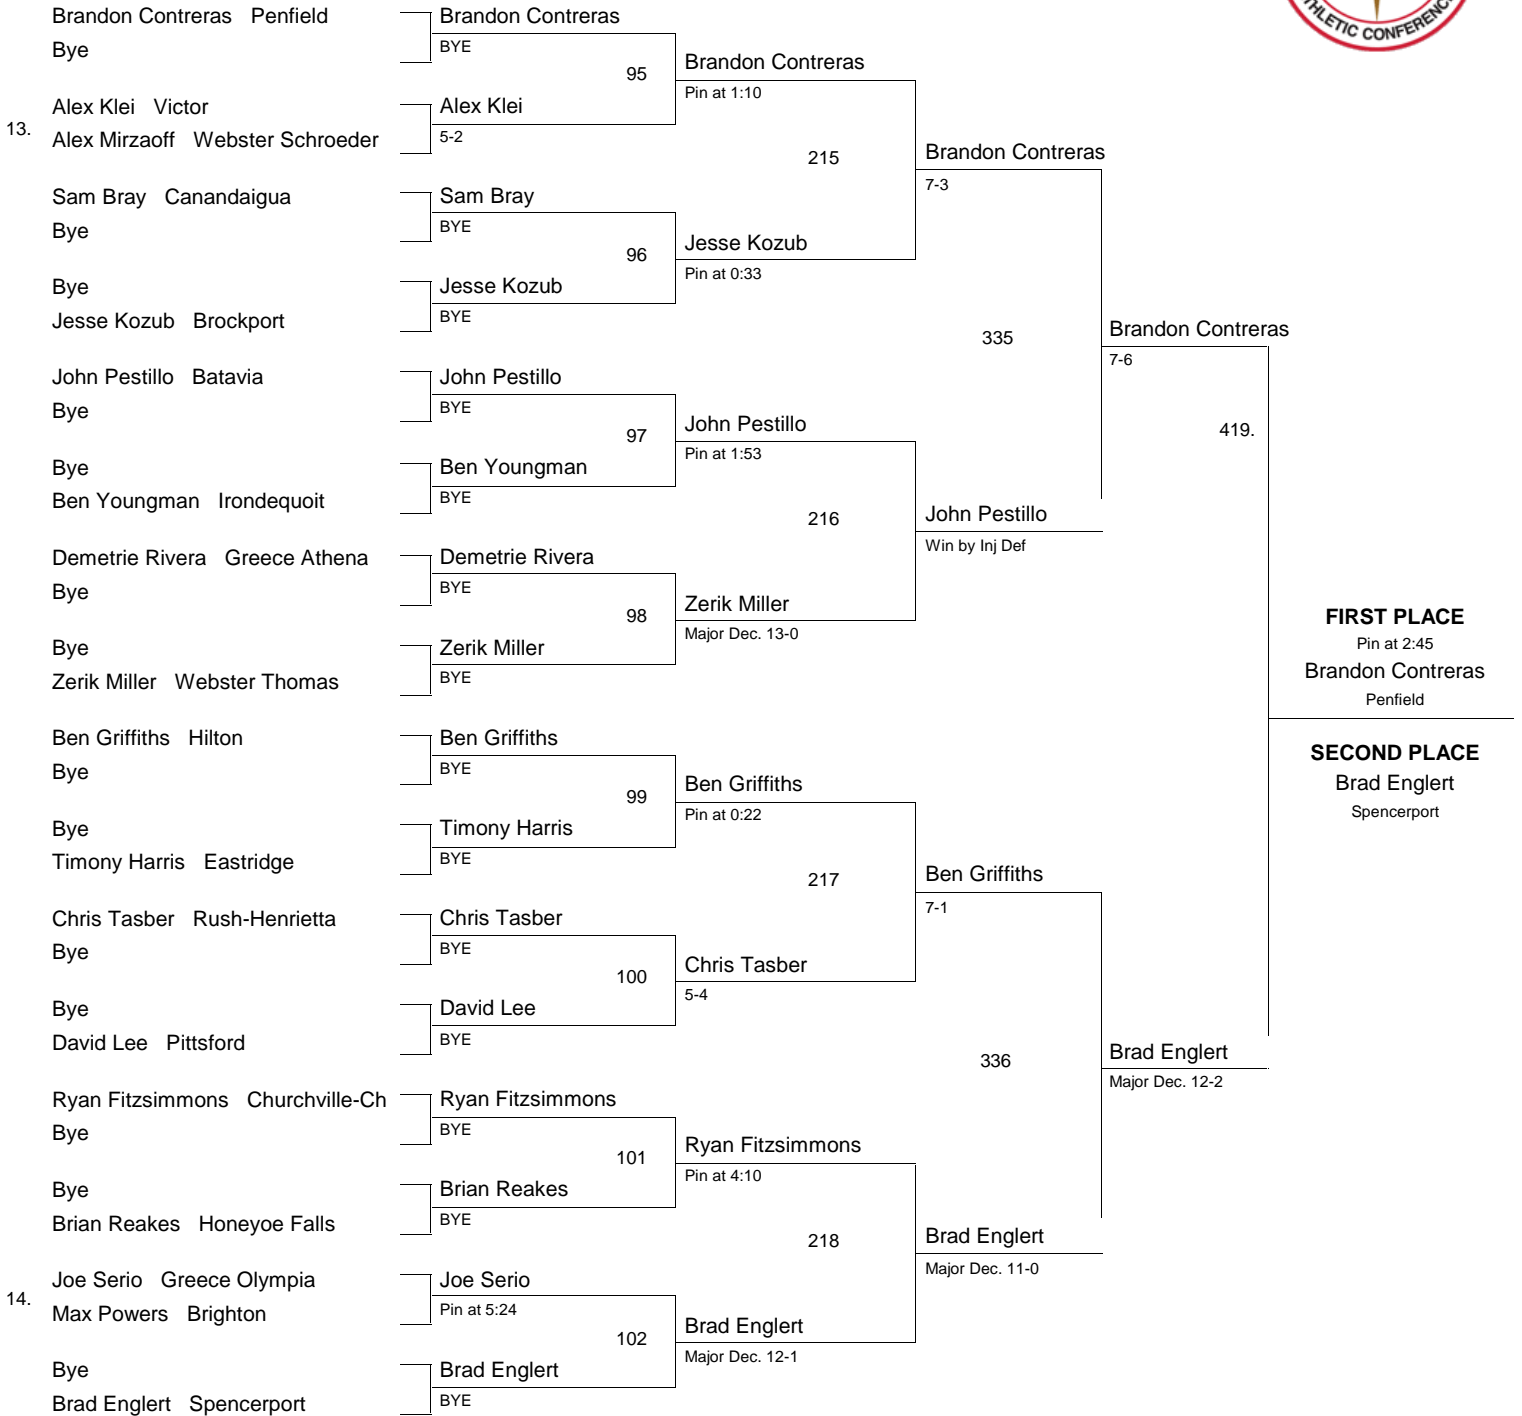 THLETIC CONFERENC
Brandon Contreras Penfield
Bye
Brandon Contreras
BYE
95
Brandon Contreras
Pin at 1:10
13.
Alex Klei Victor
Alex Mirzaoff Webster Schroeder
Alex Klei
5-2
215
Brandon Contreras
7-3
Sam Bray Canandaigua
Bye
Sam Bray
BYE
96
Jesse Kozub
Pin at 0:33
Bye
Jesse Kozub Brockport
Jesse Kozub
BYE
335
Brandon Contreras
7-6
John Pestillo Batavia
Bye
John Pestillo
BYE
97
John Pestillo
Pin at 1:53
419.
Bye
Ben Youngman Irondequoit
Ben Youngman
BYE
216
John Pestillo
Win by Inj Def
Demetrie Rivera Greece Athena
Bye
Demetrie Rivera
BYE
98
Zerik Miller
Major Dec. 13-0
Bye
Zerik Miller Webster Thomas
Zerik Miller
BYE
FIRST PLACE
Pin at 2:45
Brandon Contreras
Penfield
SECOND PLACE
Brad Englert
Spencerport
Ben Griffiths Hilton
Bye
Ben Griffiths
BYE
99
Ben Griffiths
Pin at 0:22
Bye
Timony Harris Eastridge
Timony Harris
BYE
217
Ben Griffiths
7-1
Chris Tasber Rush-Henrietta
Bye
Chris Tasber
BYE
100
Chris Tasber
5-4
Bye
David Lee Pittsford
David Lee
BYE
336
Brad Englert
Major Dec. 12-2
Ryan Fitzsimmons Churchville-Ch
Bye
Ryan Fitzsimmons
BYE
101
Ryan Fitzsimmons
Pin at 4:10
Bye
Brian Reakes Honeyoe Falls
Brian Reakes
BYE
218
Brad Englert
Major Dec. 11-0
14.
Joe Serio Greece Olympia
Max Powers Brighton
Joe Serio
Pin at 5:24
102
Brad Englert
Major Dec. 12-1
Bye
Brad Englert Spencerport
Brad Englert
BYE